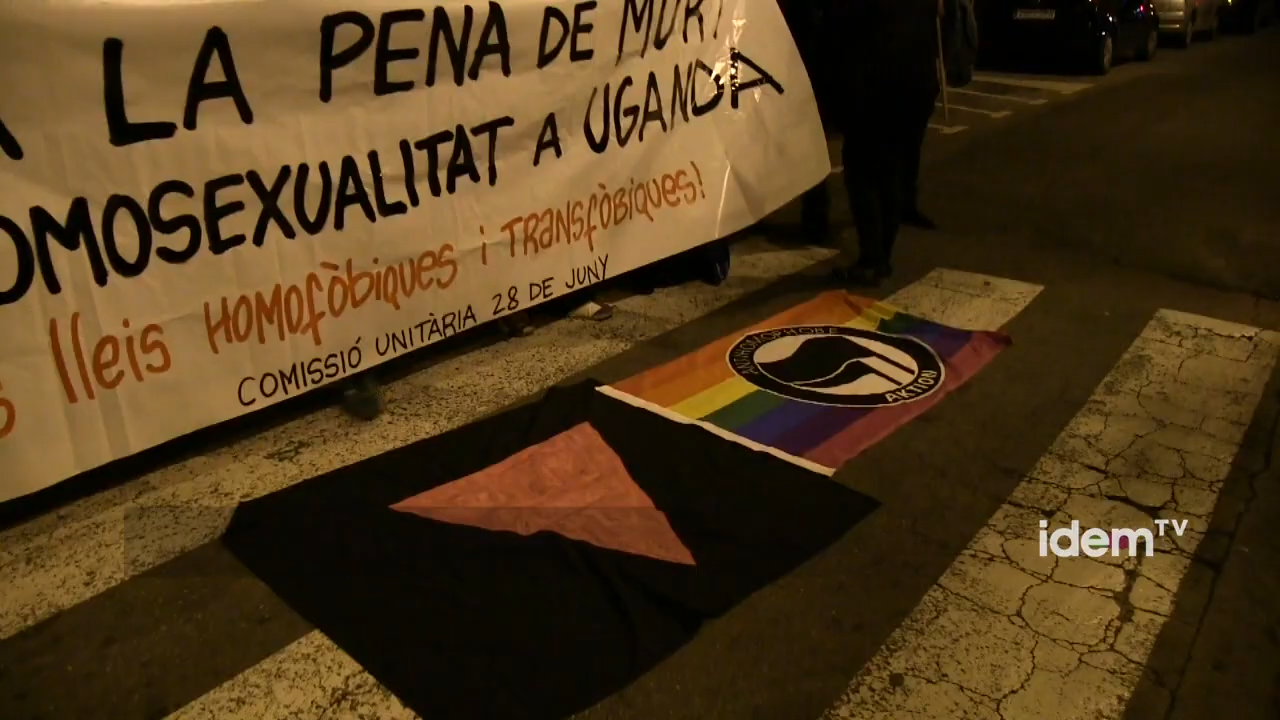 LA PENA DE MORT
OMOSEXUALITAT A UGANDA
s lleis HOMOFÒBIQUES i TRANSFÒBIQUES!
COMISSIÓ UNITÀRIA 28 DE JUNY
ANTIHOMOPHOBE
AKTION
idemTV